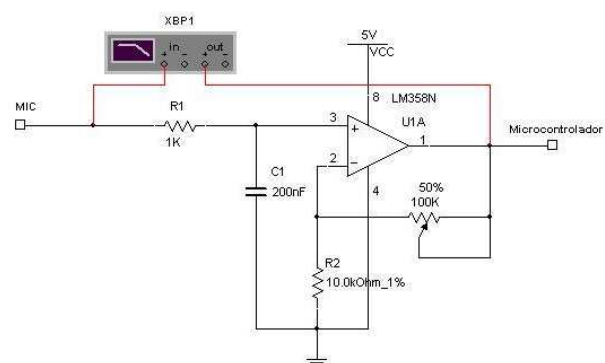 XBP1
in
out
+
-
+
-
5V
VCC
MIC
R1
1K
8
LM358N
U1A
3
+
1
Microcontrolador
2
-
C1
200nF
4
50%
100K
R2
10.0kOhm_1%